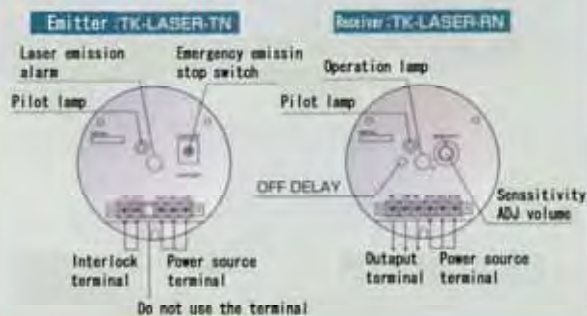 Emitter :TK-LASER-TN
Laser emission
alarm
Emergency emissin
stop switch
Pilot lamp
Interlock
terminal
Power source
terminal
Do not use the terminal
Receiver :TK-LASER-RN
Operation lamp
Pilot lamp
OFF DELAY
Senssitivity
ADJ volume
Outaput
terminal
Power source
terminal